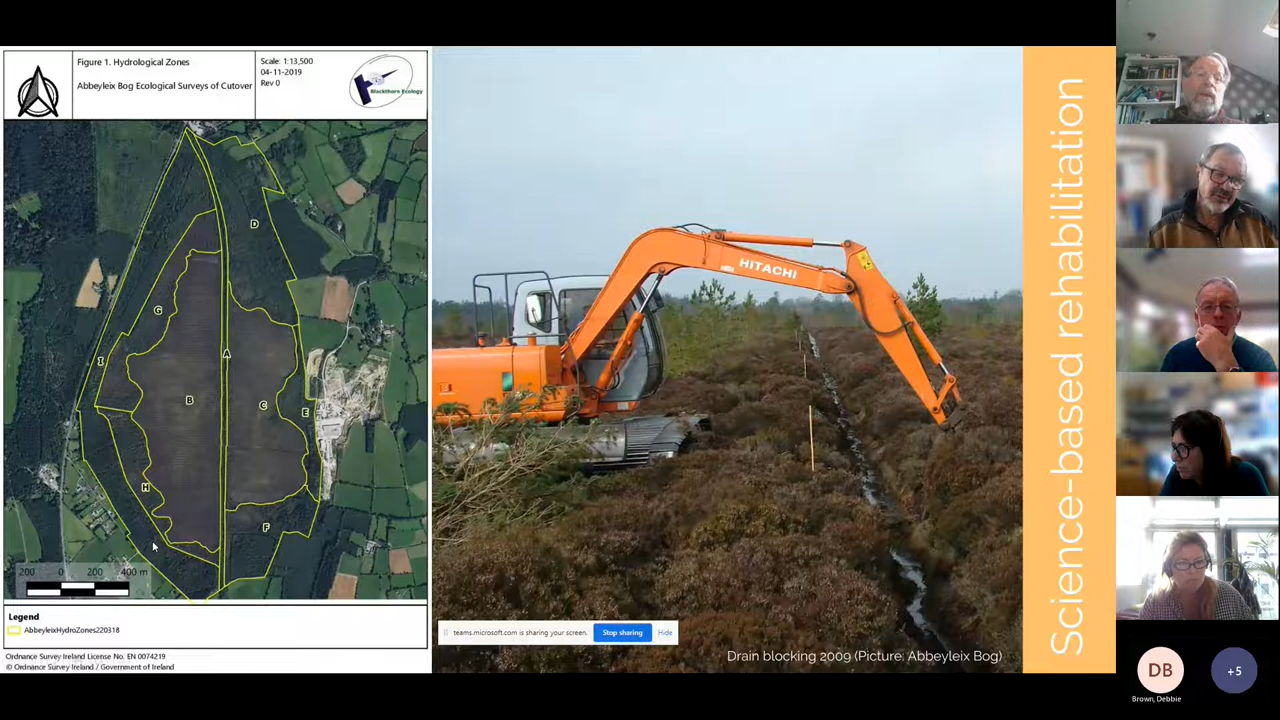 Figure 1. Hydrological Zones
Abbeyleix Bog Ecological Surveys of Cutover
Scale: 1:13,500
04-11-2019
Rev 0
Blackthorn Ecology
D
G
A
I
B
C
E
H
F
200 0 200 400 m
Legend
AbbeyleixHydroZones220318
Ordnance Survey Ireland License No. EN 0074219
© Ordnance Survey Ireland / Government of Ireland
HITACHI
teams.microsoft.com is sharing your screen.
Stop sharing
Hide
Drain blocking 2009 (Picture: Abbeyleix Bog)
Science-based rehabilitation
DB
Brown, Debbie
+5